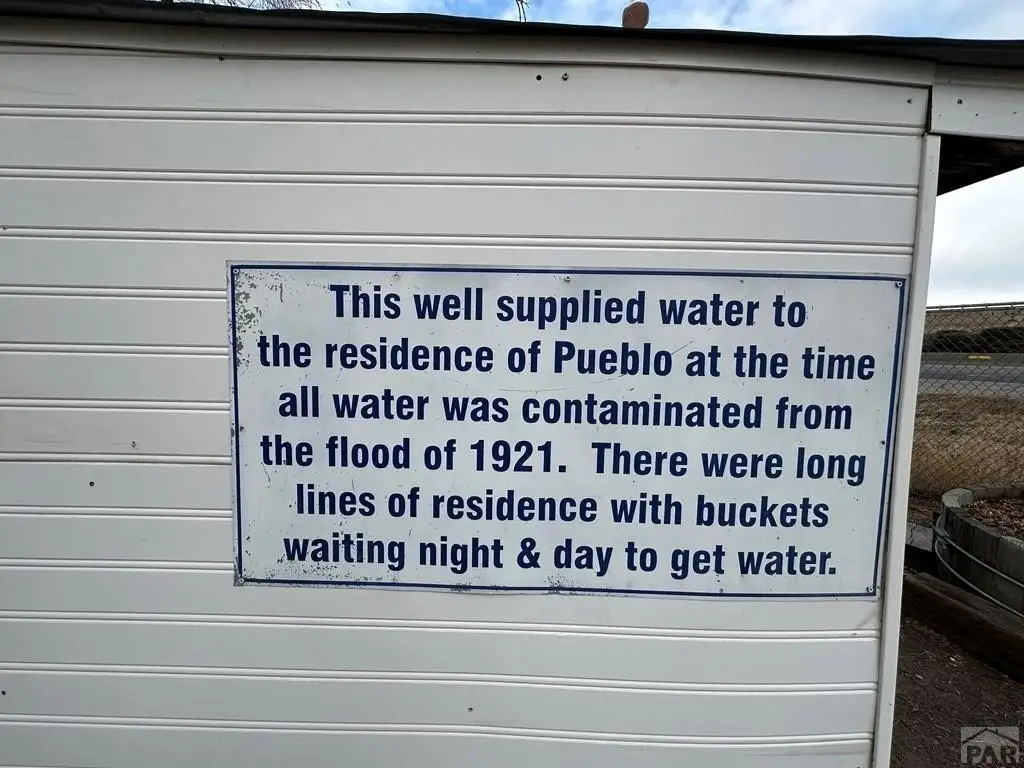 This well supplied water to
the residence of Pueblo at the time
all water was contaminated from
the flood of 1921. There were long
lines of residence with buckets
waiting night & day to get water.
PAR